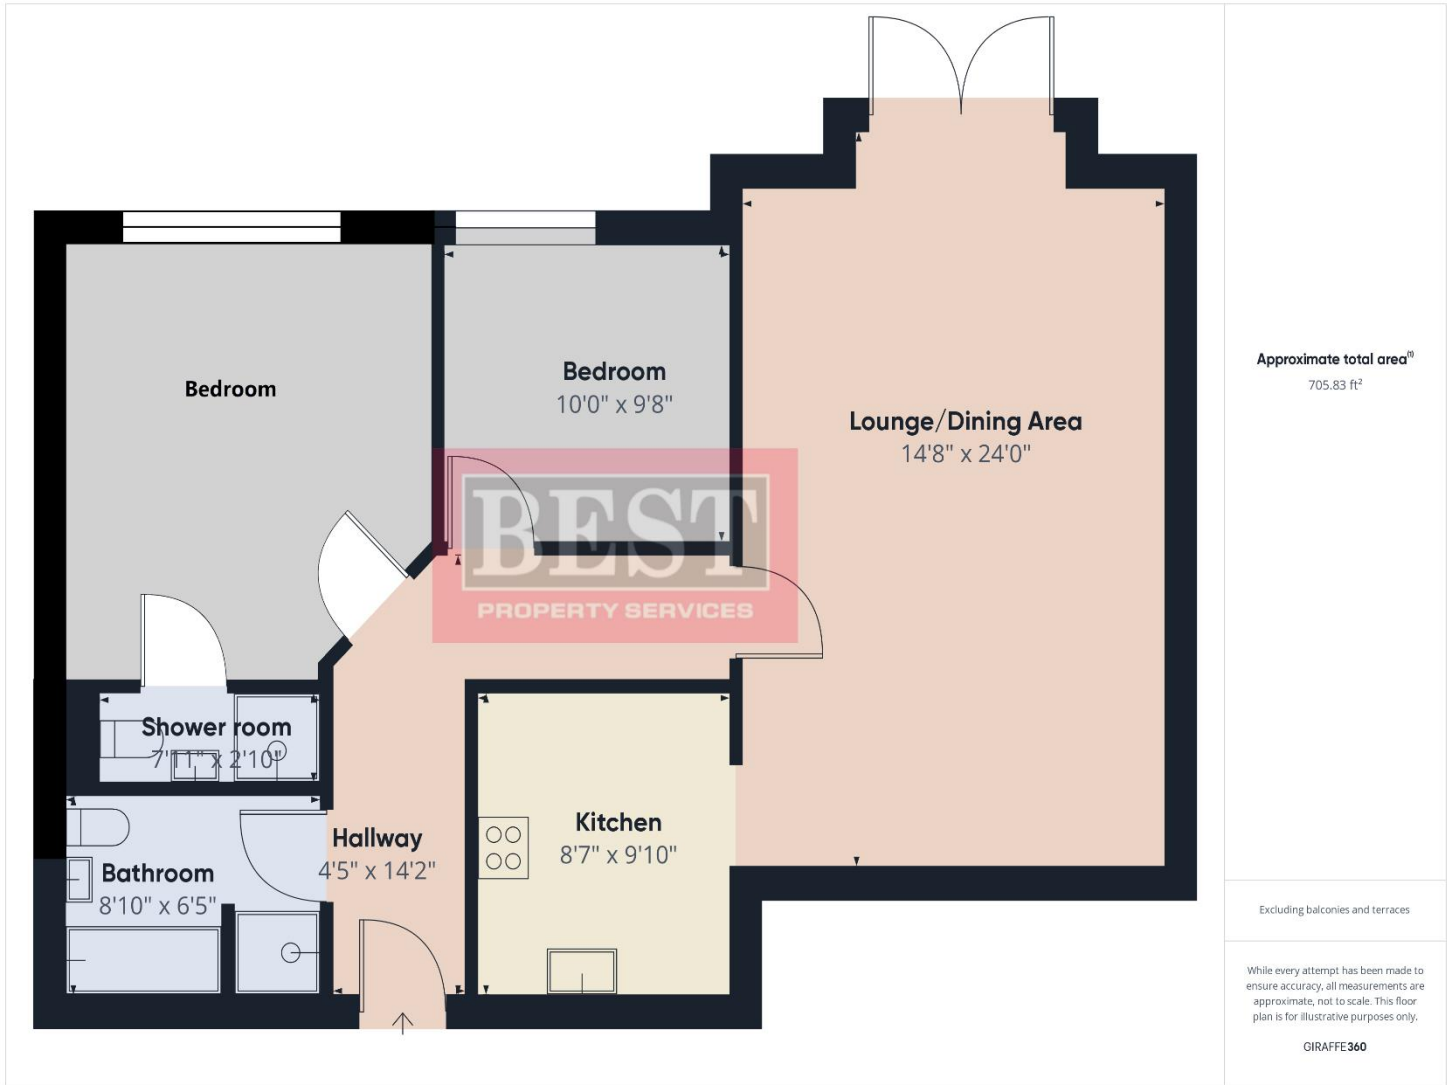 Bedroom
Bedroom
10'0" x 9'8"
Lounge/Dining Area
14'8" x 24'0"
BEST
PROPERTY SERVICES
Shower room
7'11" x 2'10"
Kitchen
8'7" x 9'10"
Hallway
4'5" x 14'2"
Bathroom
8'10" x 6'5"
Approximate total area⁽¹⁾
705.83 ft²
Excluding balconies and terraces
While every attempt has been made to
ensure accuracy, all measurements are
approximate, not to scale. This floor
plan is for illustrative purposes only.
GIRAFFE360